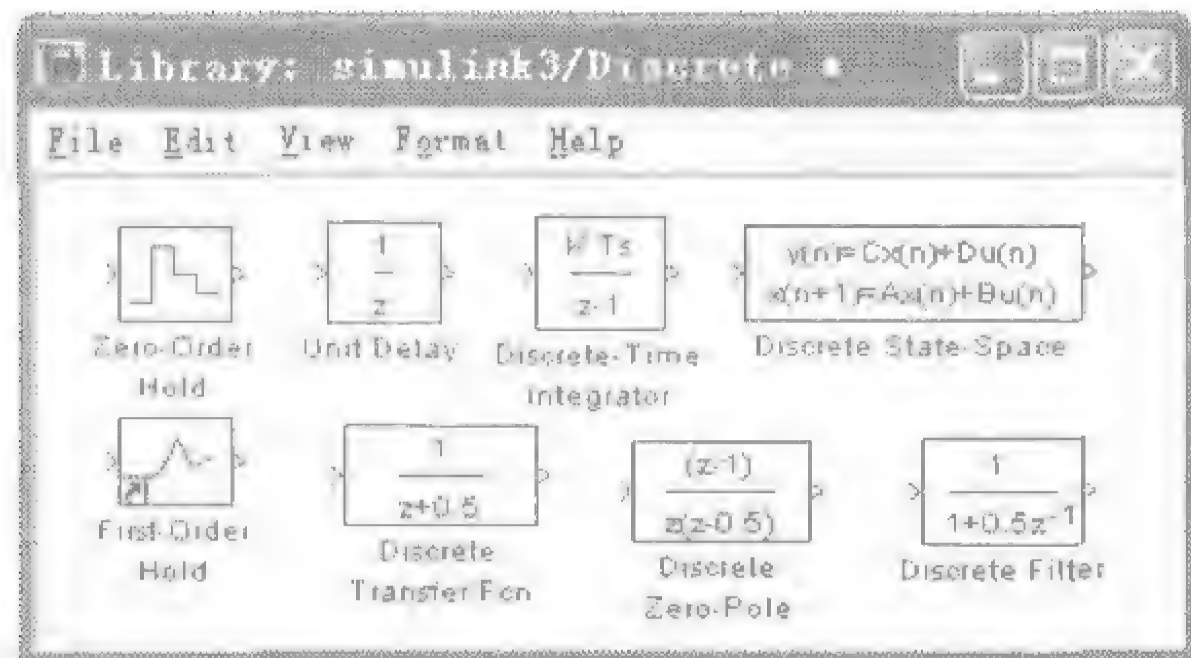 Library: simulink3/Discrete
File Edit View Format Help
1
z
Ts
z-1
y(n)=Cx(n)+Du(n)
x(n+1)=Ax(n)+Bu(n)
Zero-Order
Hold
Unit Delay
Discrete-Time
Integrator
Discrete State-Space
1
z+0.5
(z-1)
z(z-0.5)
1
1+0.5z⁻¹
First-Order
Hold
Discrete
Transfer Fcn
Discrete
Zero-Pole
Discrete Filter